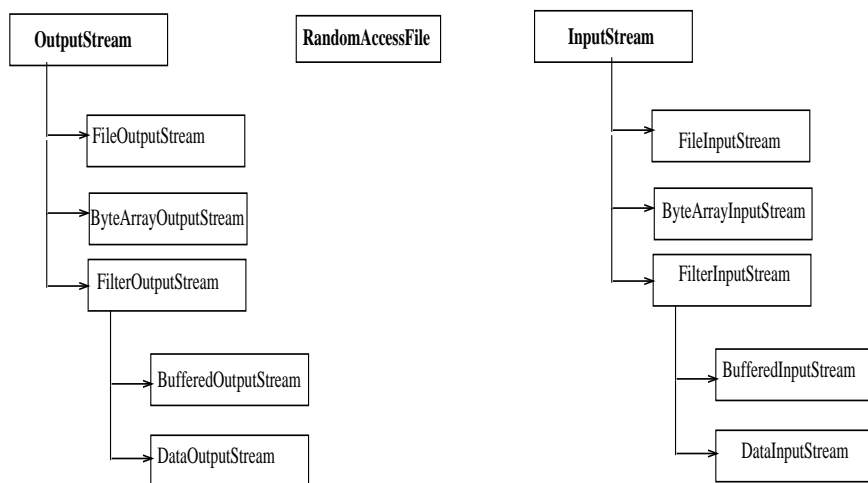 OutputStream
RandomAccessFile
InputStream
FileOutputStream
FileInputStream
ByteArrayOutputStream
ByteArrayInputStream
FilterOutputStream
FilterInputStream
BufferedOutputStream
BufferedInputStream
DataOutputStream
DataInputStream